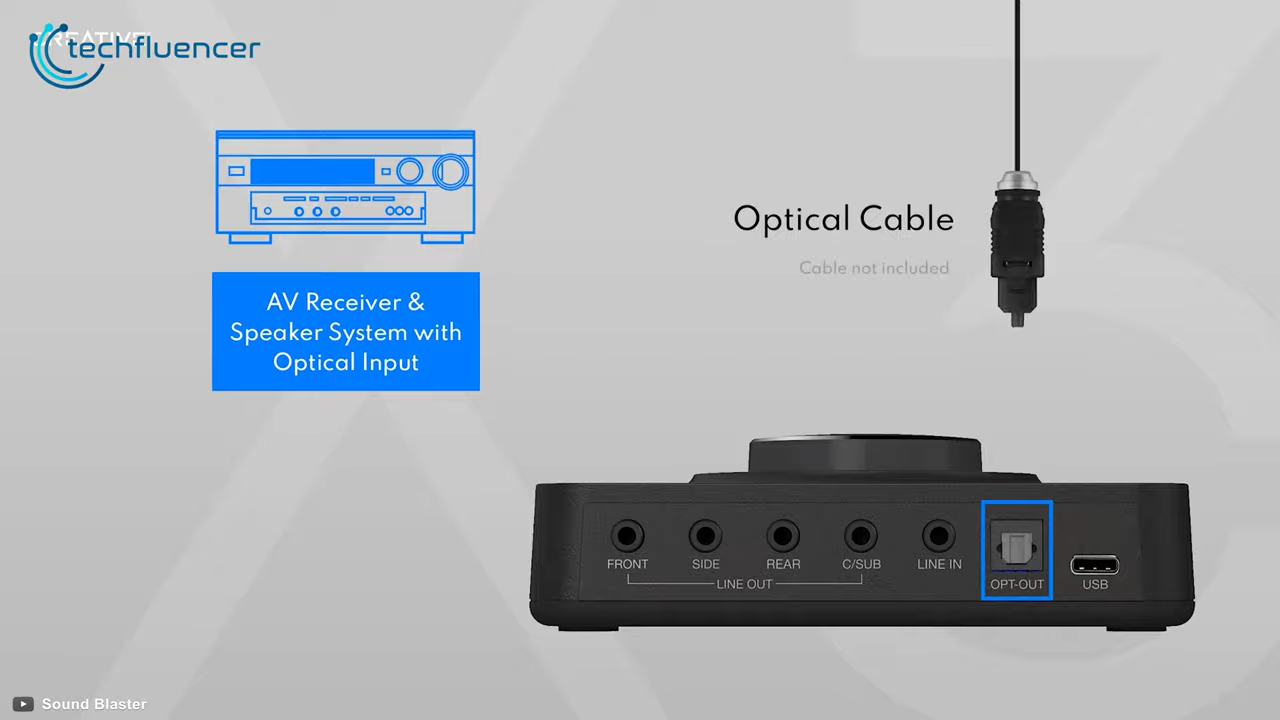 CREATIVE
techfluencer
Optical Cable
Cable not included
AV Receiver &
Speaker System with
Optical Input
FRONT SIDE REAR C/SUB LINE IN
LINE OUT OPT-OUT USB
Sound Blaster